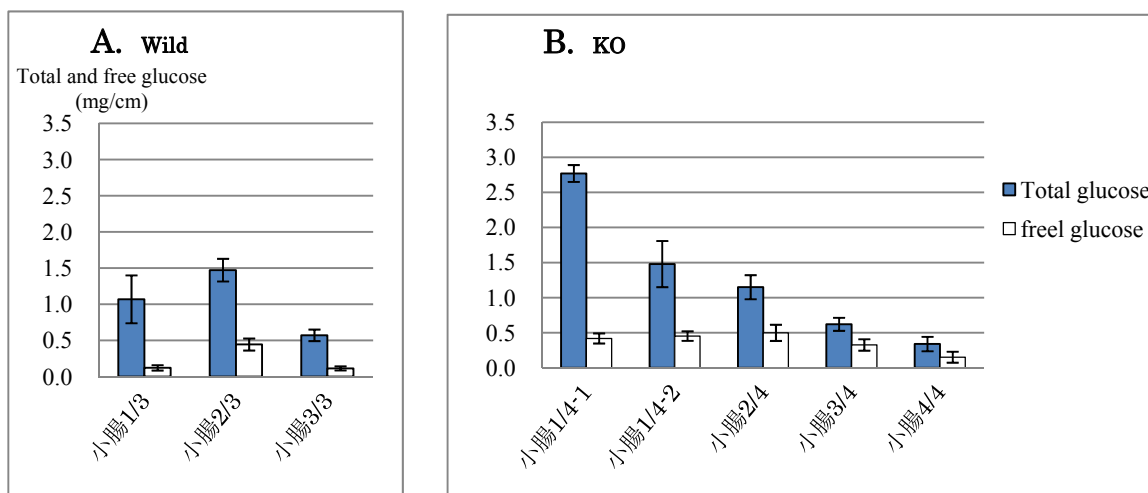 A. Wild
Total and free glucose
(mg/cm)
3.5
3.0
2.5
2.0
1.5
1.0
0.5
0.0
小腸1/3
小腸2/3
小腸3/3
B. KO
3.5
3.0
2.5
2.0
1.5
1.0
0.5
0.0
小腸1/4-1
小腸1/4-2
小腸2/4
小腸3/4
小腸4/4
Total glucose
freel glucose